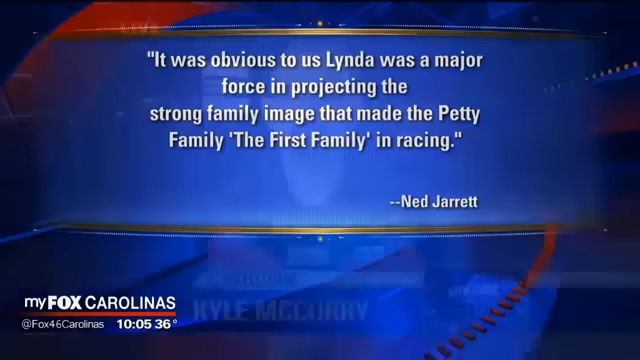 "It was obvious to us Lynda was a major
force in projecting the
strong family image that made the Petty
Family 'The First Family' in racing."
--Ned Jarrett
KYLE MCCURRY
myFOX CAROLINAS
@Fox46Carolinas 10:05 36°